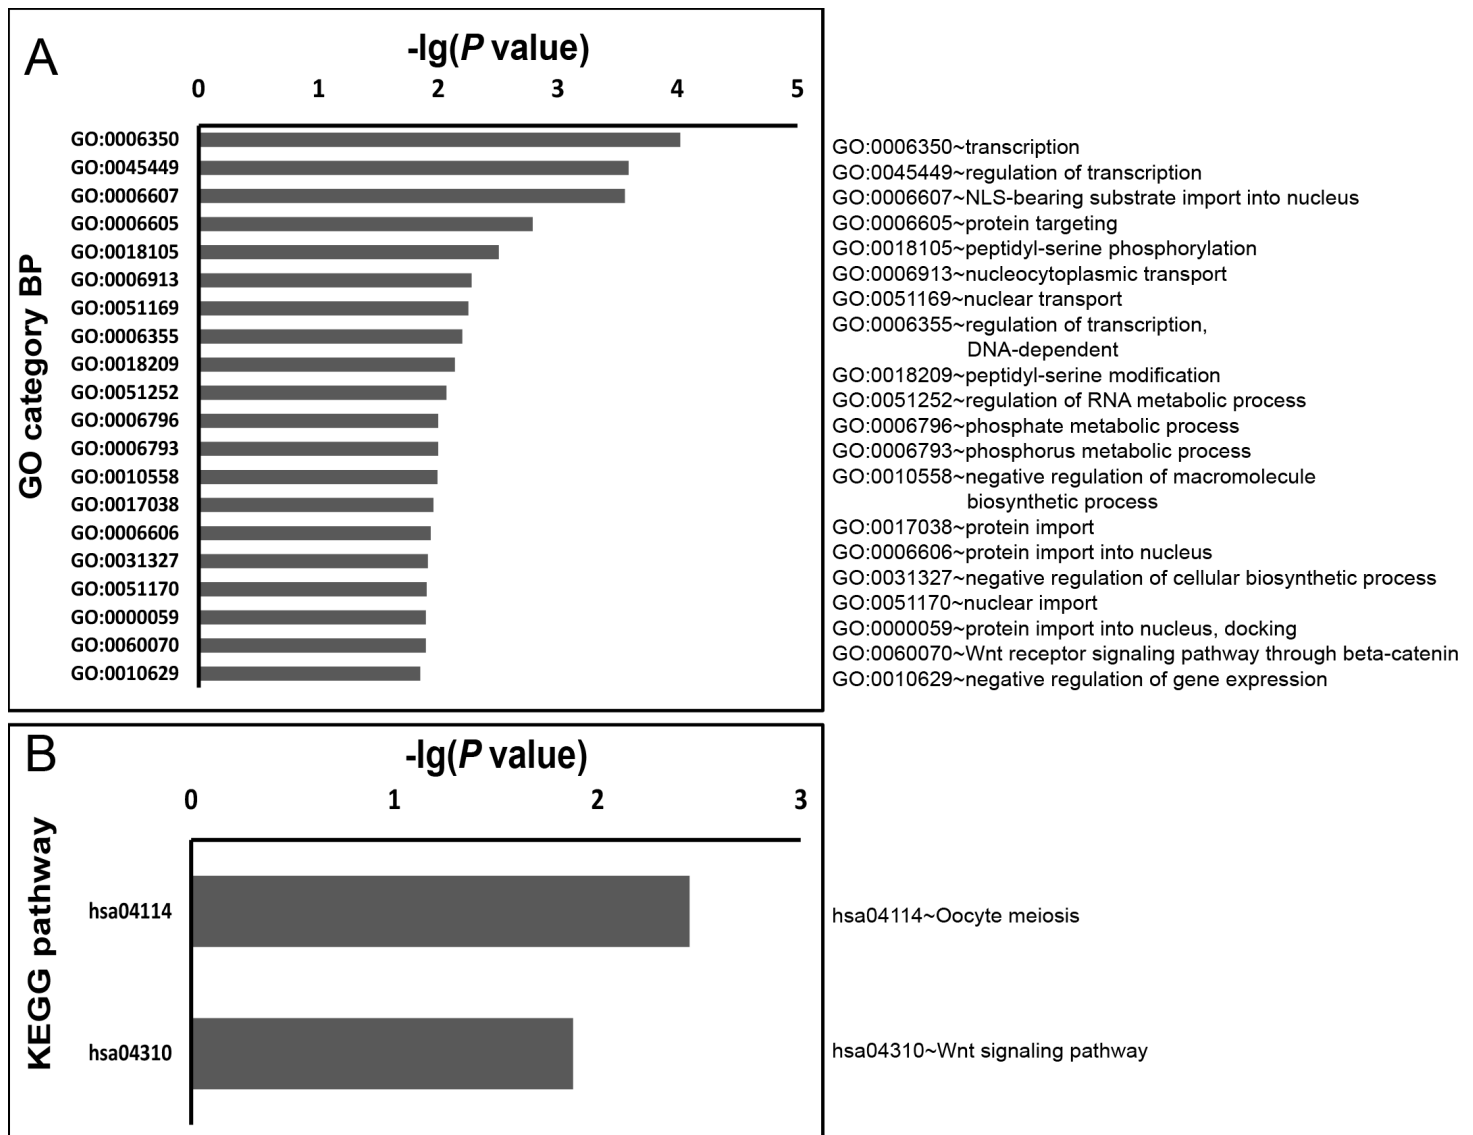 A
-lg(P value)
0 1 2 3 4 5
GO category BP
GO:0006350
GO:0045449
GO:0006607
GO:0006605
GO:0018105
GO:0006913
GO:0051169
GO:0006355
GO:0018209
GO:0051252
GO:0006796
GO:0006793
GO:0010558
GO:0017038
GO:0006606
GO:0031327
GO:0051170
GO:0000059
GO:0060070
GO:0010629
GO:0006350~transcription
GO:0045449~regulation of transcription
GO:0006607~NLS-bearing substrate import into nucleus
GO:0006605~protein targeting
GO:0018105~peptidyl-serine phosphorylation
GO:0006913~nucleocytoplasmic transport
GO:0051169~nuclear transport
GO:0006355~regulation of transcription,
DNA-dependent
GO:0018209~peptidyl-serine modification
GO:0051252~regulation of RNA metabolic process
GO:0006796~phosphate metabolic process
GO:0006793~phosphorus metabolic process
GO:0010558~negative regulation of macromolecule
biosynthetic process
GO:0017038~protein import
GO:0006606~protein import into nucleus
GO:0031327~negative regulation of cellular biosynthetic process
GO:0051170~nuclear import
GO:0000059~protein import into nucleus, docking
GO:0060070~Wnt receptor signaling pathway through beta-catenin
GO:0010629~negative regulation of gene expression
B
-lg(P value)
0 1 2 3
KEGG pathway
hsa04114
hsa04310
hsa04114~Oocyte meiosis
hsa04310~Wnt signaling pathway